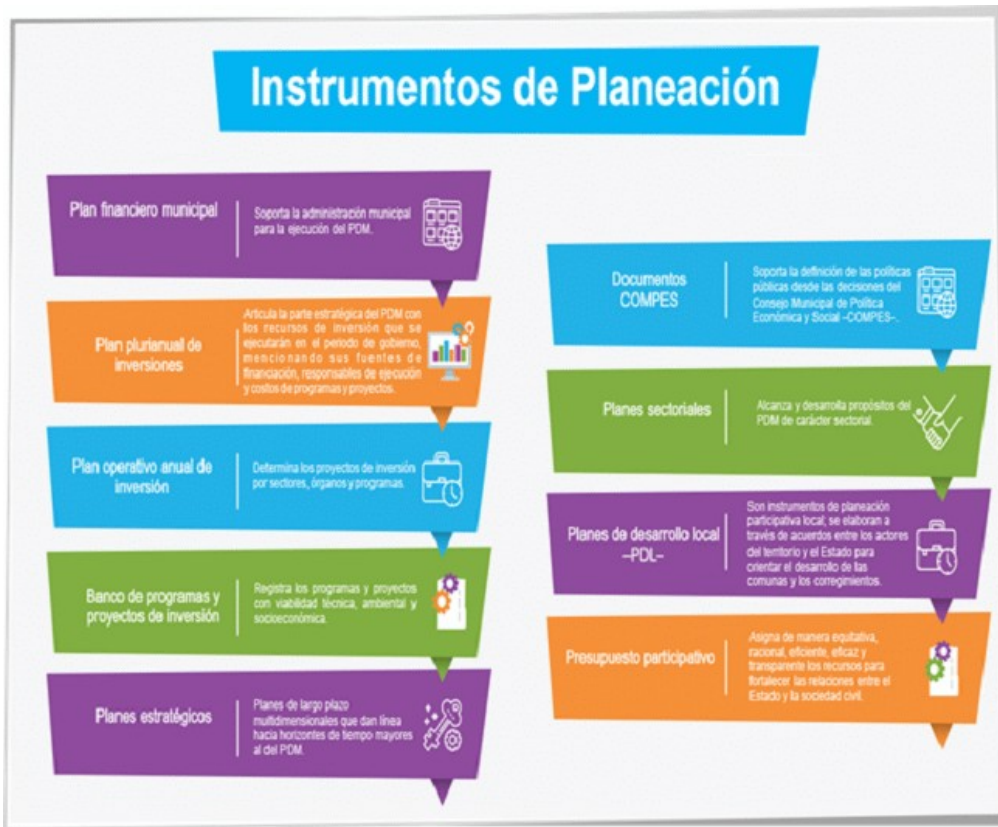 Instrumentos de Planeación
Plan financiero municipal
Soporta la administración municipal
para la ejecución del PDM.
Plan plurianual de
inversiones
Articula la parte estratégica del PDM con
los recursos de inversión que se
ejecutarán en el periodo de gobierno,
mencionando sus fuentes de
financiación, responsables de ejecución
y costos de programas y proyectos.
Plan operativo anual de
inversión
Determina los proyectos de inversión
por sectores, órganos y programas.
Banco de programas y
proyectos de inversión
Registra los programas y proyectos
con viabilidad técnica, ambiental y
socioeconómica.
Planes estratégicos
Planes de largo plazo
multidimensionales que dan línea
hacia horizontes de tiempo mayores
al del PDM.
Documentos
COMPES
Soporta la definición de las políticas
públicas desde las decisiones del
Consejo Municipal de Política
Económica y Social –COMPES–.
Planes sectoriales
Alcanza y desarrolla propósitos del
PDM de carácter sectorial.
Planes de desarrollo local
–PDL–
Son instrumentos de planeación
participativa local; se elaboran a
través de acuerdos entre los actores
del territorio y el Estado para
orientar el desarrollo de las
comunas y los corregimientos.
Presupuesto participativo
Asigna de manera equitativa,
racional, eficiente, eficaz y
transparente los recursos para
fortalecer las relaciones entre el
Estado y la sociedad civil.